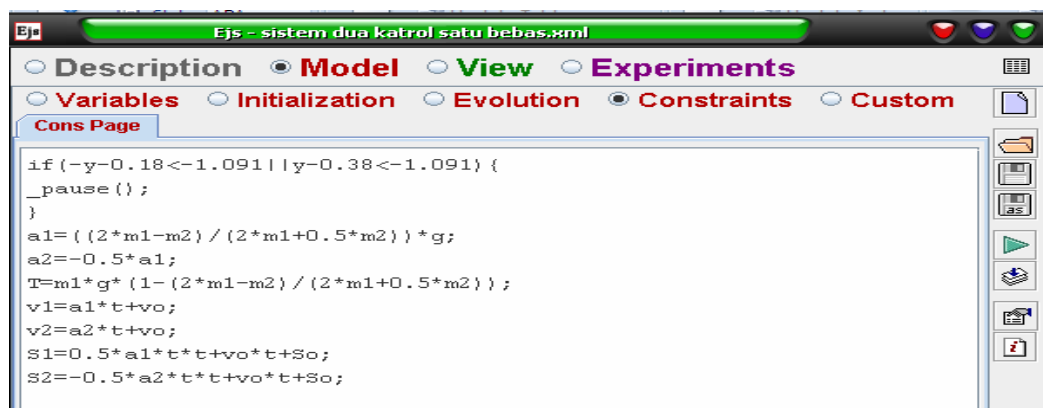 Ejs
Ejs - sistem dua katrol satu bebas.xml
Description Model View Experiments
Variables Initialization Evolution Constraints Custom
Cons Page
if(-y-0.18<-1.091||y-0.38<-1.091){
_pause();
}
a1=((2*m1-m2)/(2*m1+0.5*m2))*g;
a2=-0.5*a1;
T=m1*g*(1-(2*m1-m2)/(2*m1+0.5*m2));
v1=a1*t+vo;
v2=a2*t+vo;
S1=0.5*a1*t*t+vo*t+So;
S2=-0.5*a2*t*t+vo*t+So;
as
i